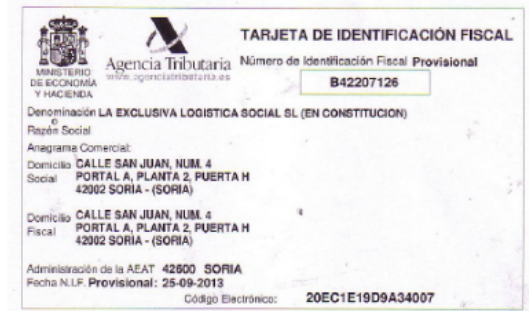 TARJETA DE IDENTIFICACIÓN FISCAL
MINISTERIO
DE ECONOMÍA
Y HACIENDA
Agencia Tributaria
www.agenciatributaria.es
Número de Identificación Fiscal Provisional
B42207126
Denominación LA EXCLUSIVA LOGISTICA SOCIAL SL (EN CONSTITUCION)
o
Razón Social
Anagrama Comercial:
Domicilio CALLE SAN JUAN, NUM. 4
Social PORTAL A, PLANTA 2, PUERTA H
42002 SORIA - (SORIA)
Domicilio CALLE SAN JUAN, NUM. 4
Fiscal PORTAL A, PLANTA 2, PUERTA H
42002 SORIA - (SORIA)
Administración de la AEAT 42600 SORIA
Fecha N.I.F. Provisional: 25-09-2013
Código Electrónico: 20EC1E19D9A34007